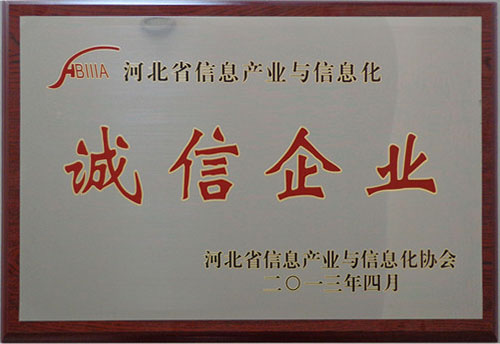 HBIIIA 河北省信息产业与信息化
诚信企业
河北省信息产业与信息化协会
二〇一三年四月